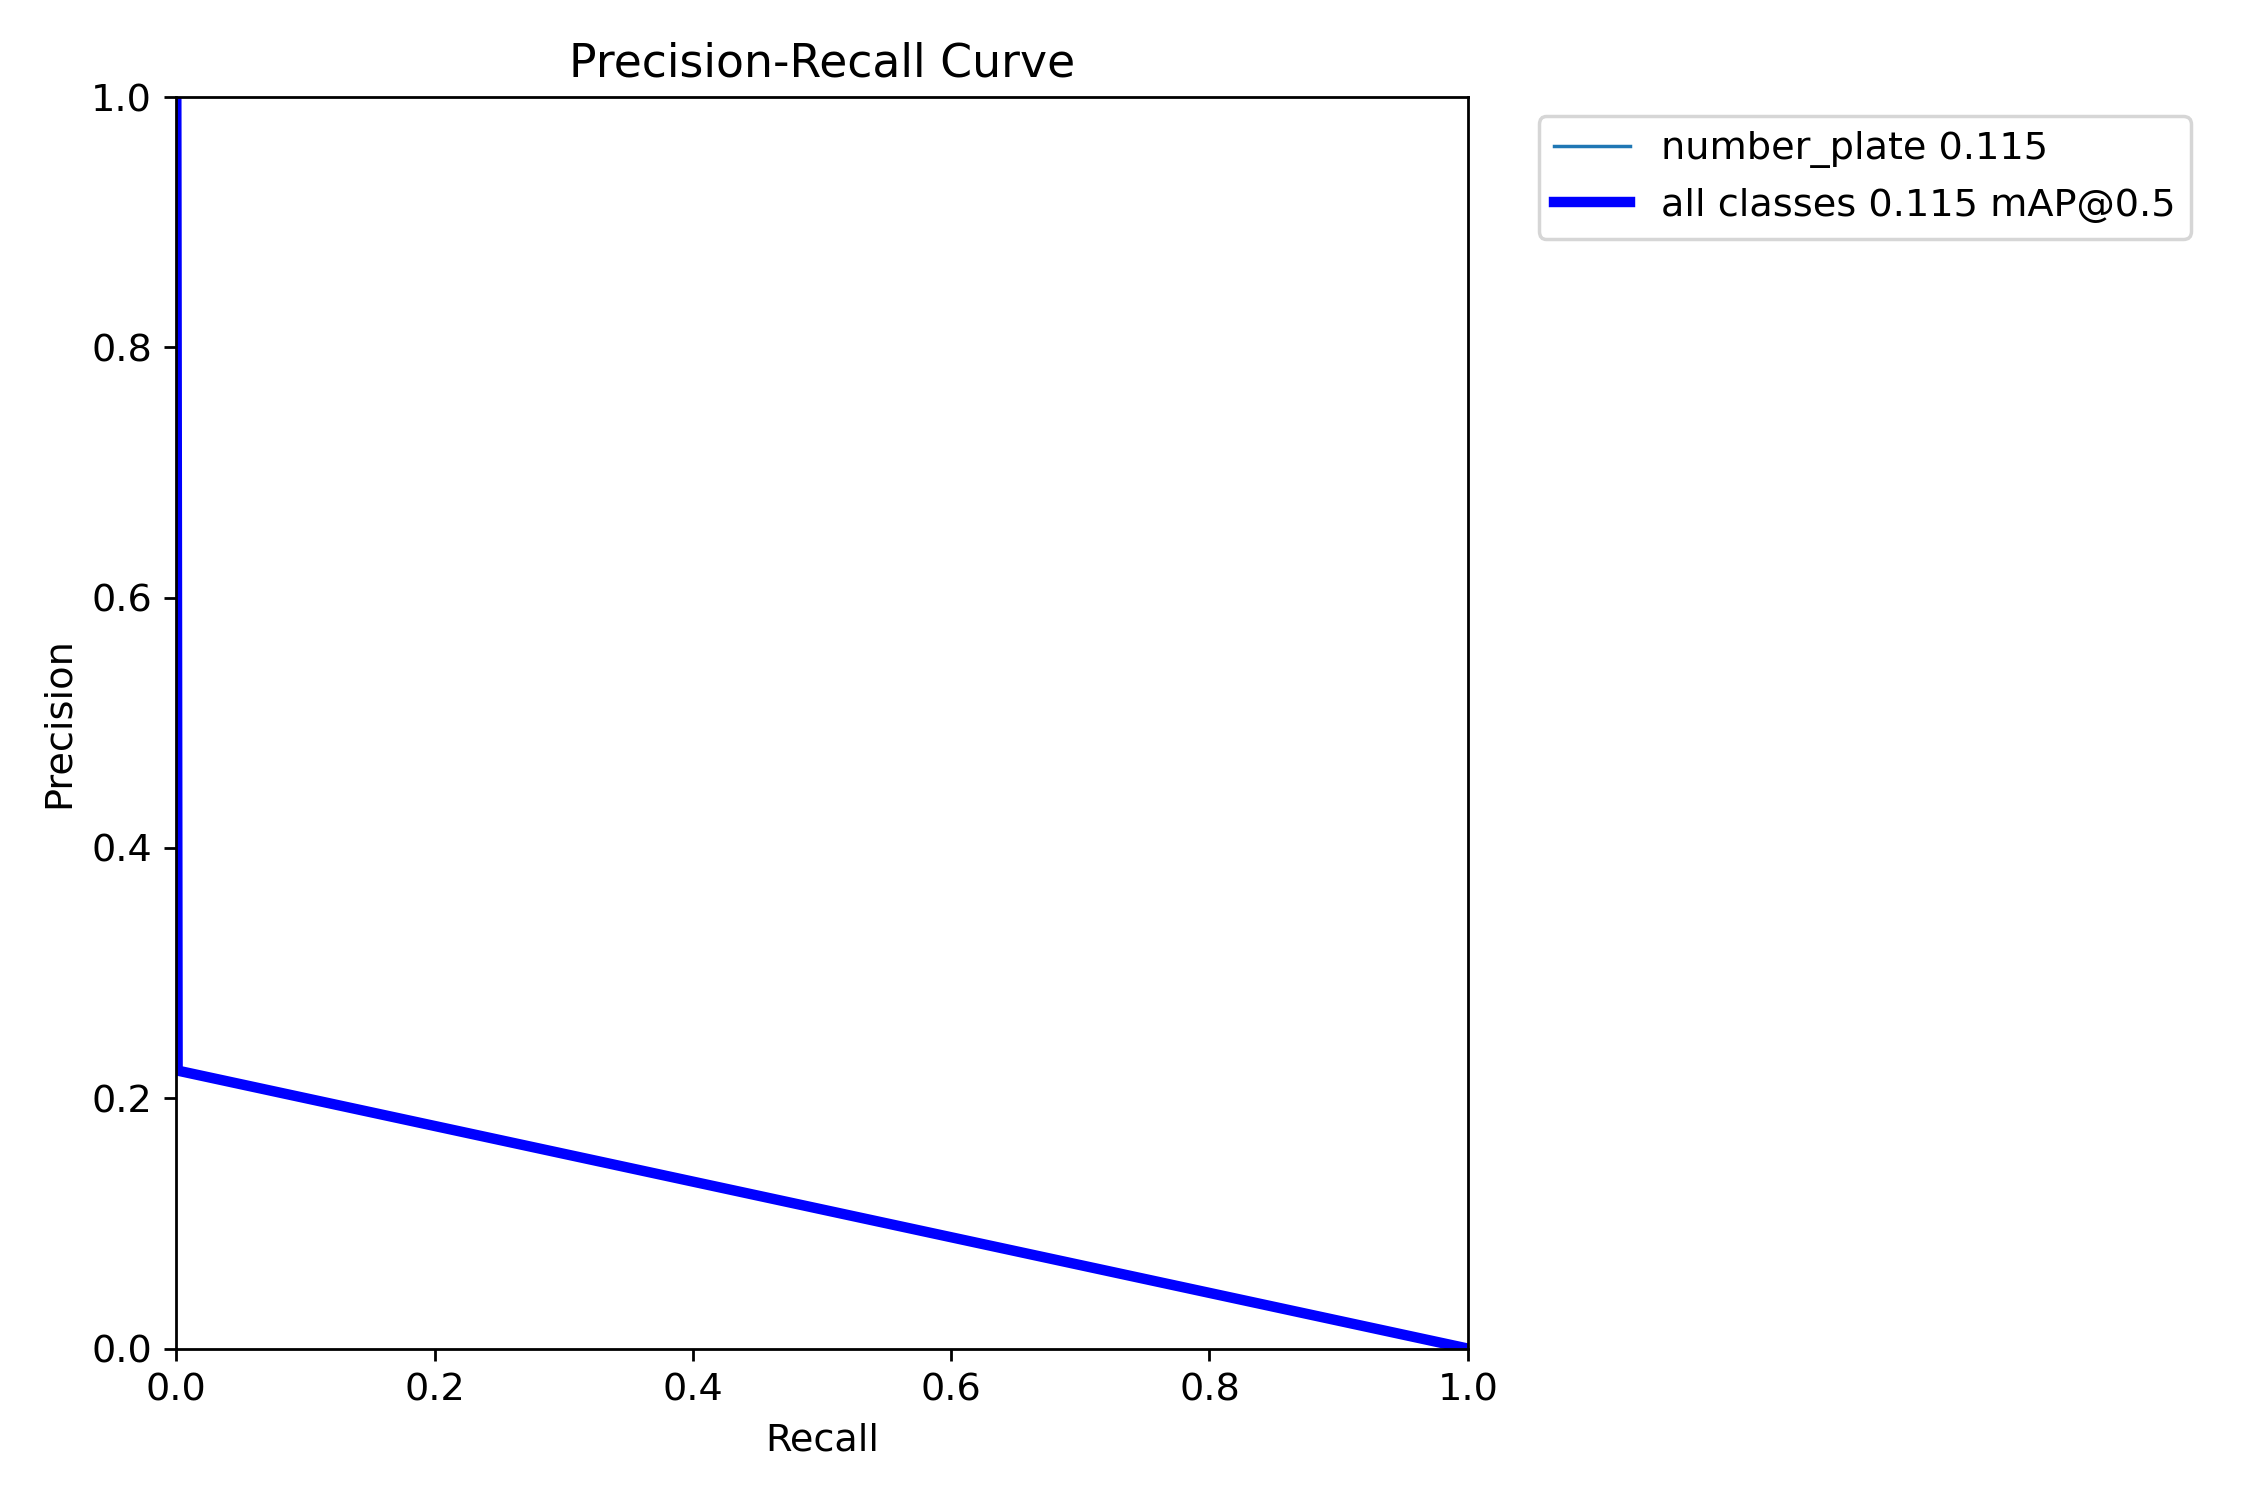 Precision-Recall Curve
1.0
0.8
0.6
0.4
0.2
0.0
Precision
0.0 0.2 0.4 0.6 0.8 1.0
Recall
number_plate 0.115
all classes 0.115 mAP@0.5